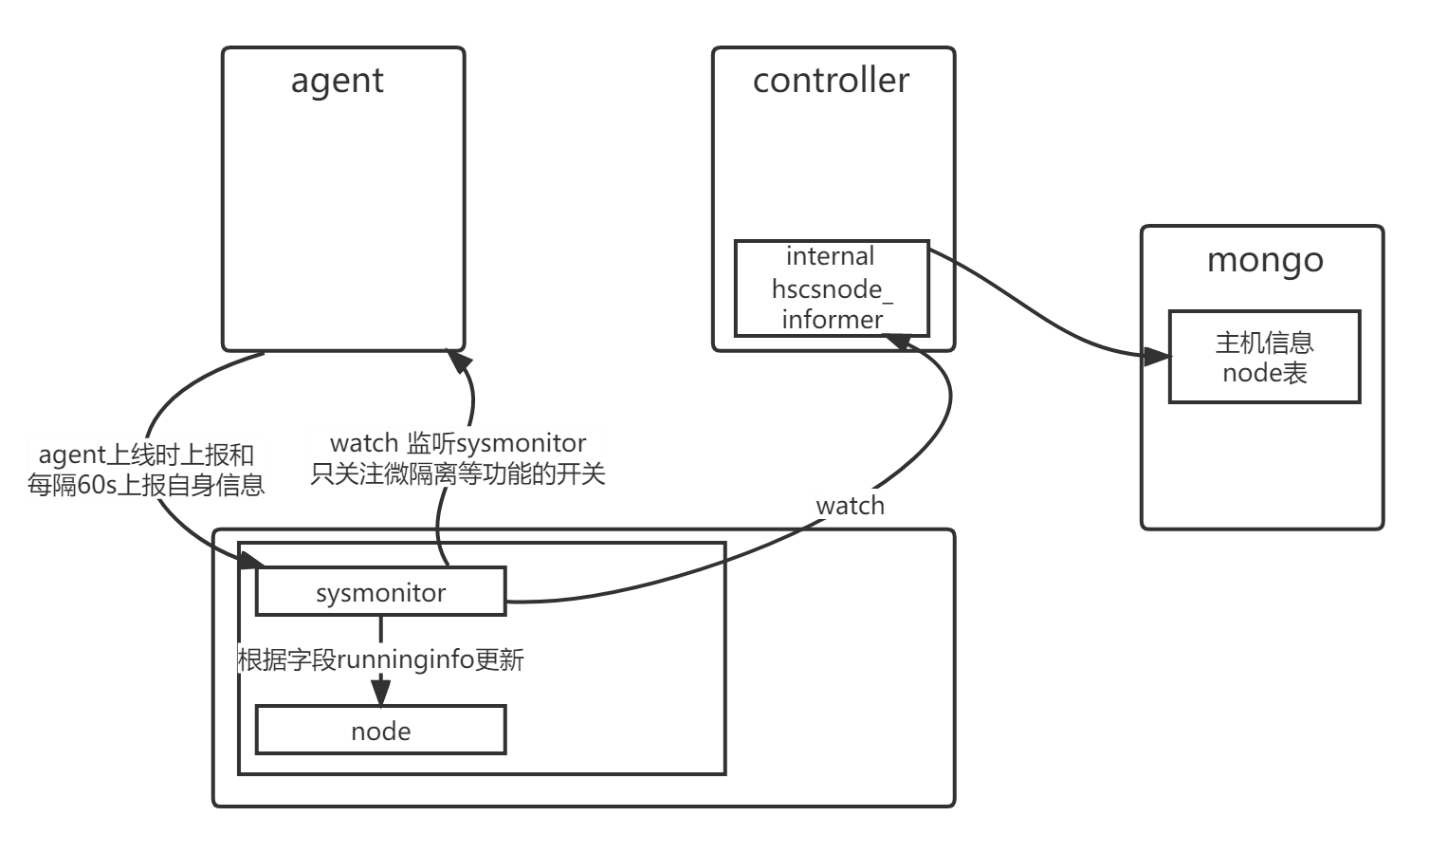 agent
controller
internal
hscsnode_
informer
mongo
主机信息
node表
agent上线时上报和
每隔60s上报自身信息
watch 监听sysmonitor
只关注微隔离等功能的开关
watch
sysmonitor
根据字段runninginfo更新
node